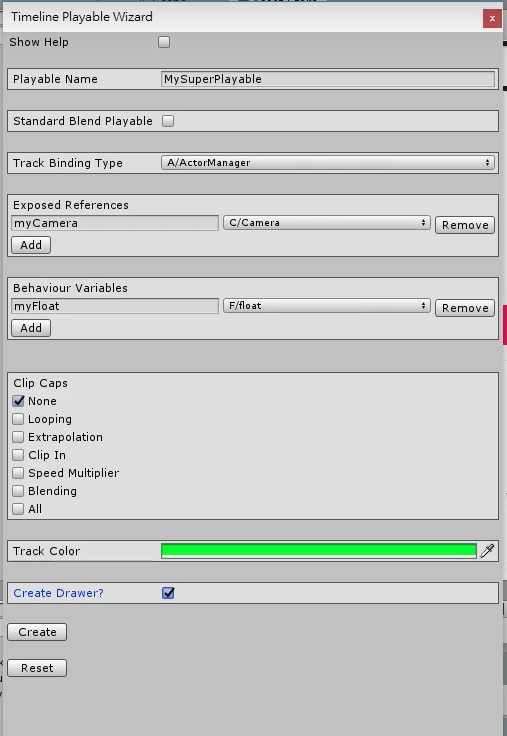 Timeline Playable Wizard
x
Show Help
Playable Name MySuperPlayable
Standard Blend Playable
Track Binding Type A/ActorManager
Exposed References
myCamera C/Camera Remove
Add
Behaviour Variables
myFloat F/float Remove
Add
Clip Caps
None
Looping
Extrapolation
Clip In
Speed Multiplier
Blending
All
Track Color
Create Drawer?
Create
Reset